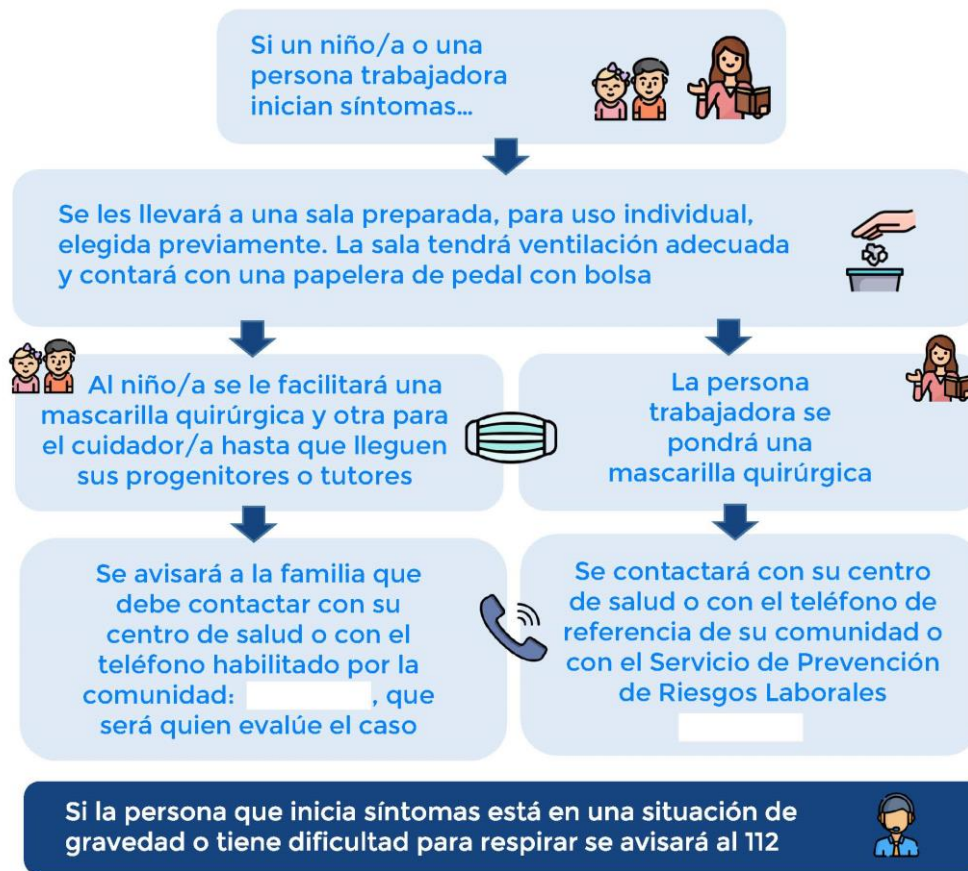 Si un niño/a o una
persona trabajadora
inician síntomas...
Se les llevará a una sala preparada, para uso individual,
elegida previamente. La sala tendrá ventilación adecuada
y contará con una papelera de pedal con bolsa
Al niño/a se le facilitará una
mascarilla quirúrgica y otra para
el cuidador/a hasta que lleguen
sus progenitores o tutores
La persona
trabajadora se
pondrá una
mascarilla quirúrgica
Se avisará a la familia que
debe contactar con su
centro de salud o con el
teléfono habilitado por la
comunidad: , que
será quien evalúe el caso
Se contactará con su centro
de salud o con el teléfono de
referencia de su comunidad o
con el Servicio de Prevención
de Riesgos Laborales
Si la persona que inicia síntomas está en una situación de
gravedad o tiene dificultad para respirar se avisará al 112